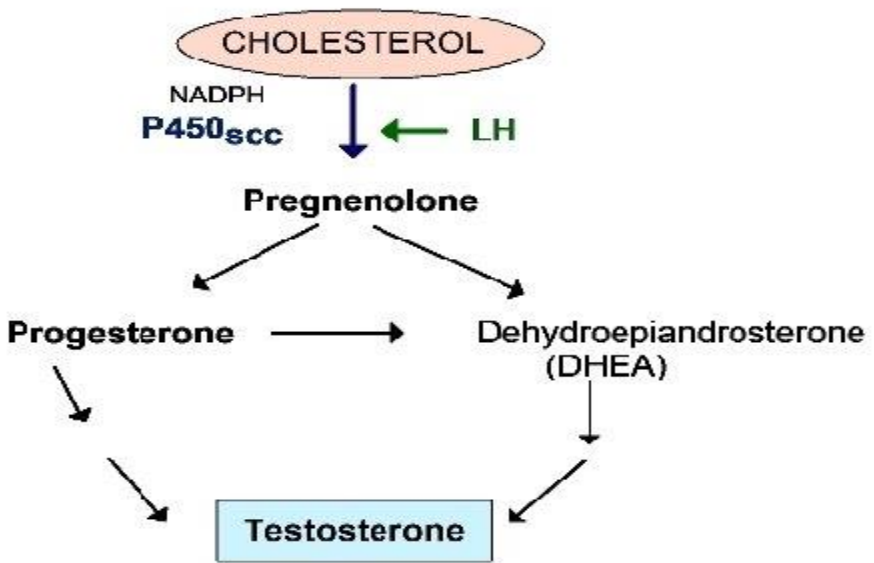 CHOLESTEROL
NADPH
P450scc
LH
Pregnenolone
Progesterone
Dehydroepiandrosterone
(DHEA)
Testosterone